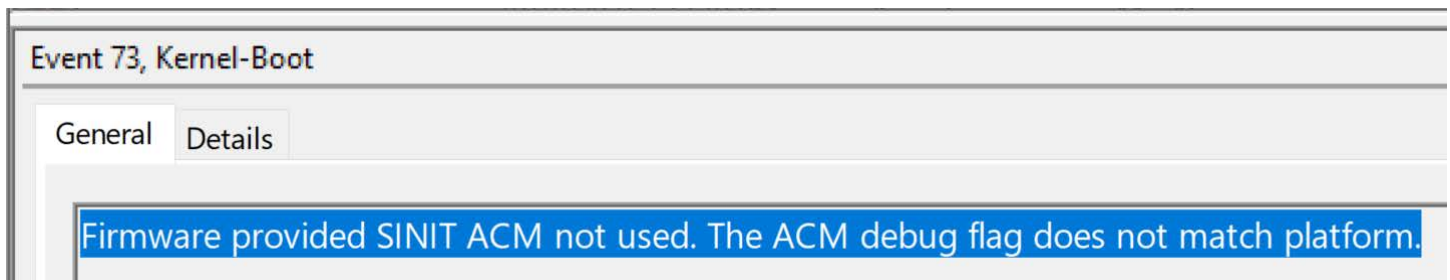 Event 73, Kernel-Boot
General Details
Firmware provided SINIT ACM not used. The ACM debug flag does not match platform.